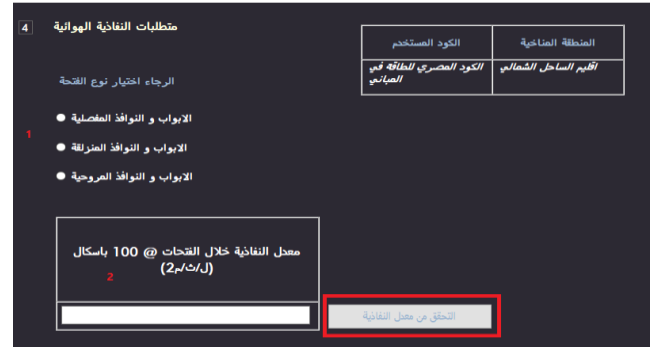 4
متطلبات النفاذية الهوائية
المنطقة المناخية
الكود المستخدم
اقليم الساحل الشمالي
الكود المصري للطاقة في
المباني
الرجاء اختيار نوع الفتحة
1
الابواب و النوافذ المفصلية
الابواب و النوافذ المنزلقة
الابواب و النوافذ المروحية
معدل النفاذية خلال الفتحات @ 100 باسكال
(ل/ث/م2)
2
التحقق من معدل النفاذية